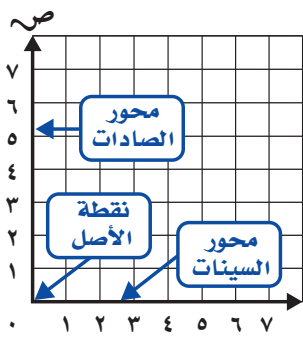 ص
٧
٦
٥
٤
٣
٢
١
محور
الصادات
نقطة
الأصل
محور
السينات
٠ ١ ٢ ٣ ٤ ٥ ٦ ٧